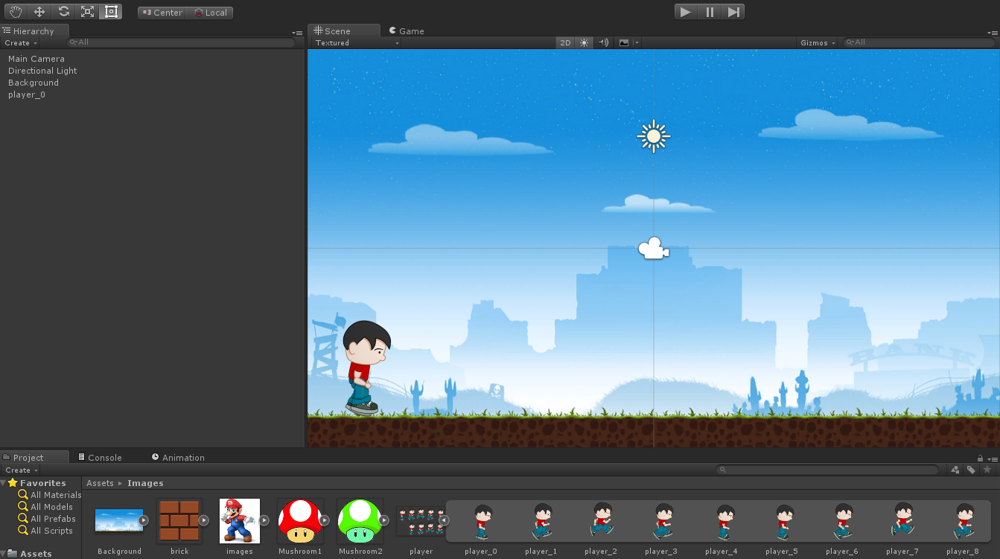 Center Local
Hierarchy Scene Game
Create All Textured 2D Gizmos All
Main Camera
Directional Light
Background
player_0
BANK
Project Console Animation
Create
Favorites Assets Images
All Materials
All Models
All Prefabs
All Scripts
Assets
Background brick images Mushroom1 Mushroom2 player player_0 player_1 player_2 player_3 player_4 player_5 player_6 player_7 player_8